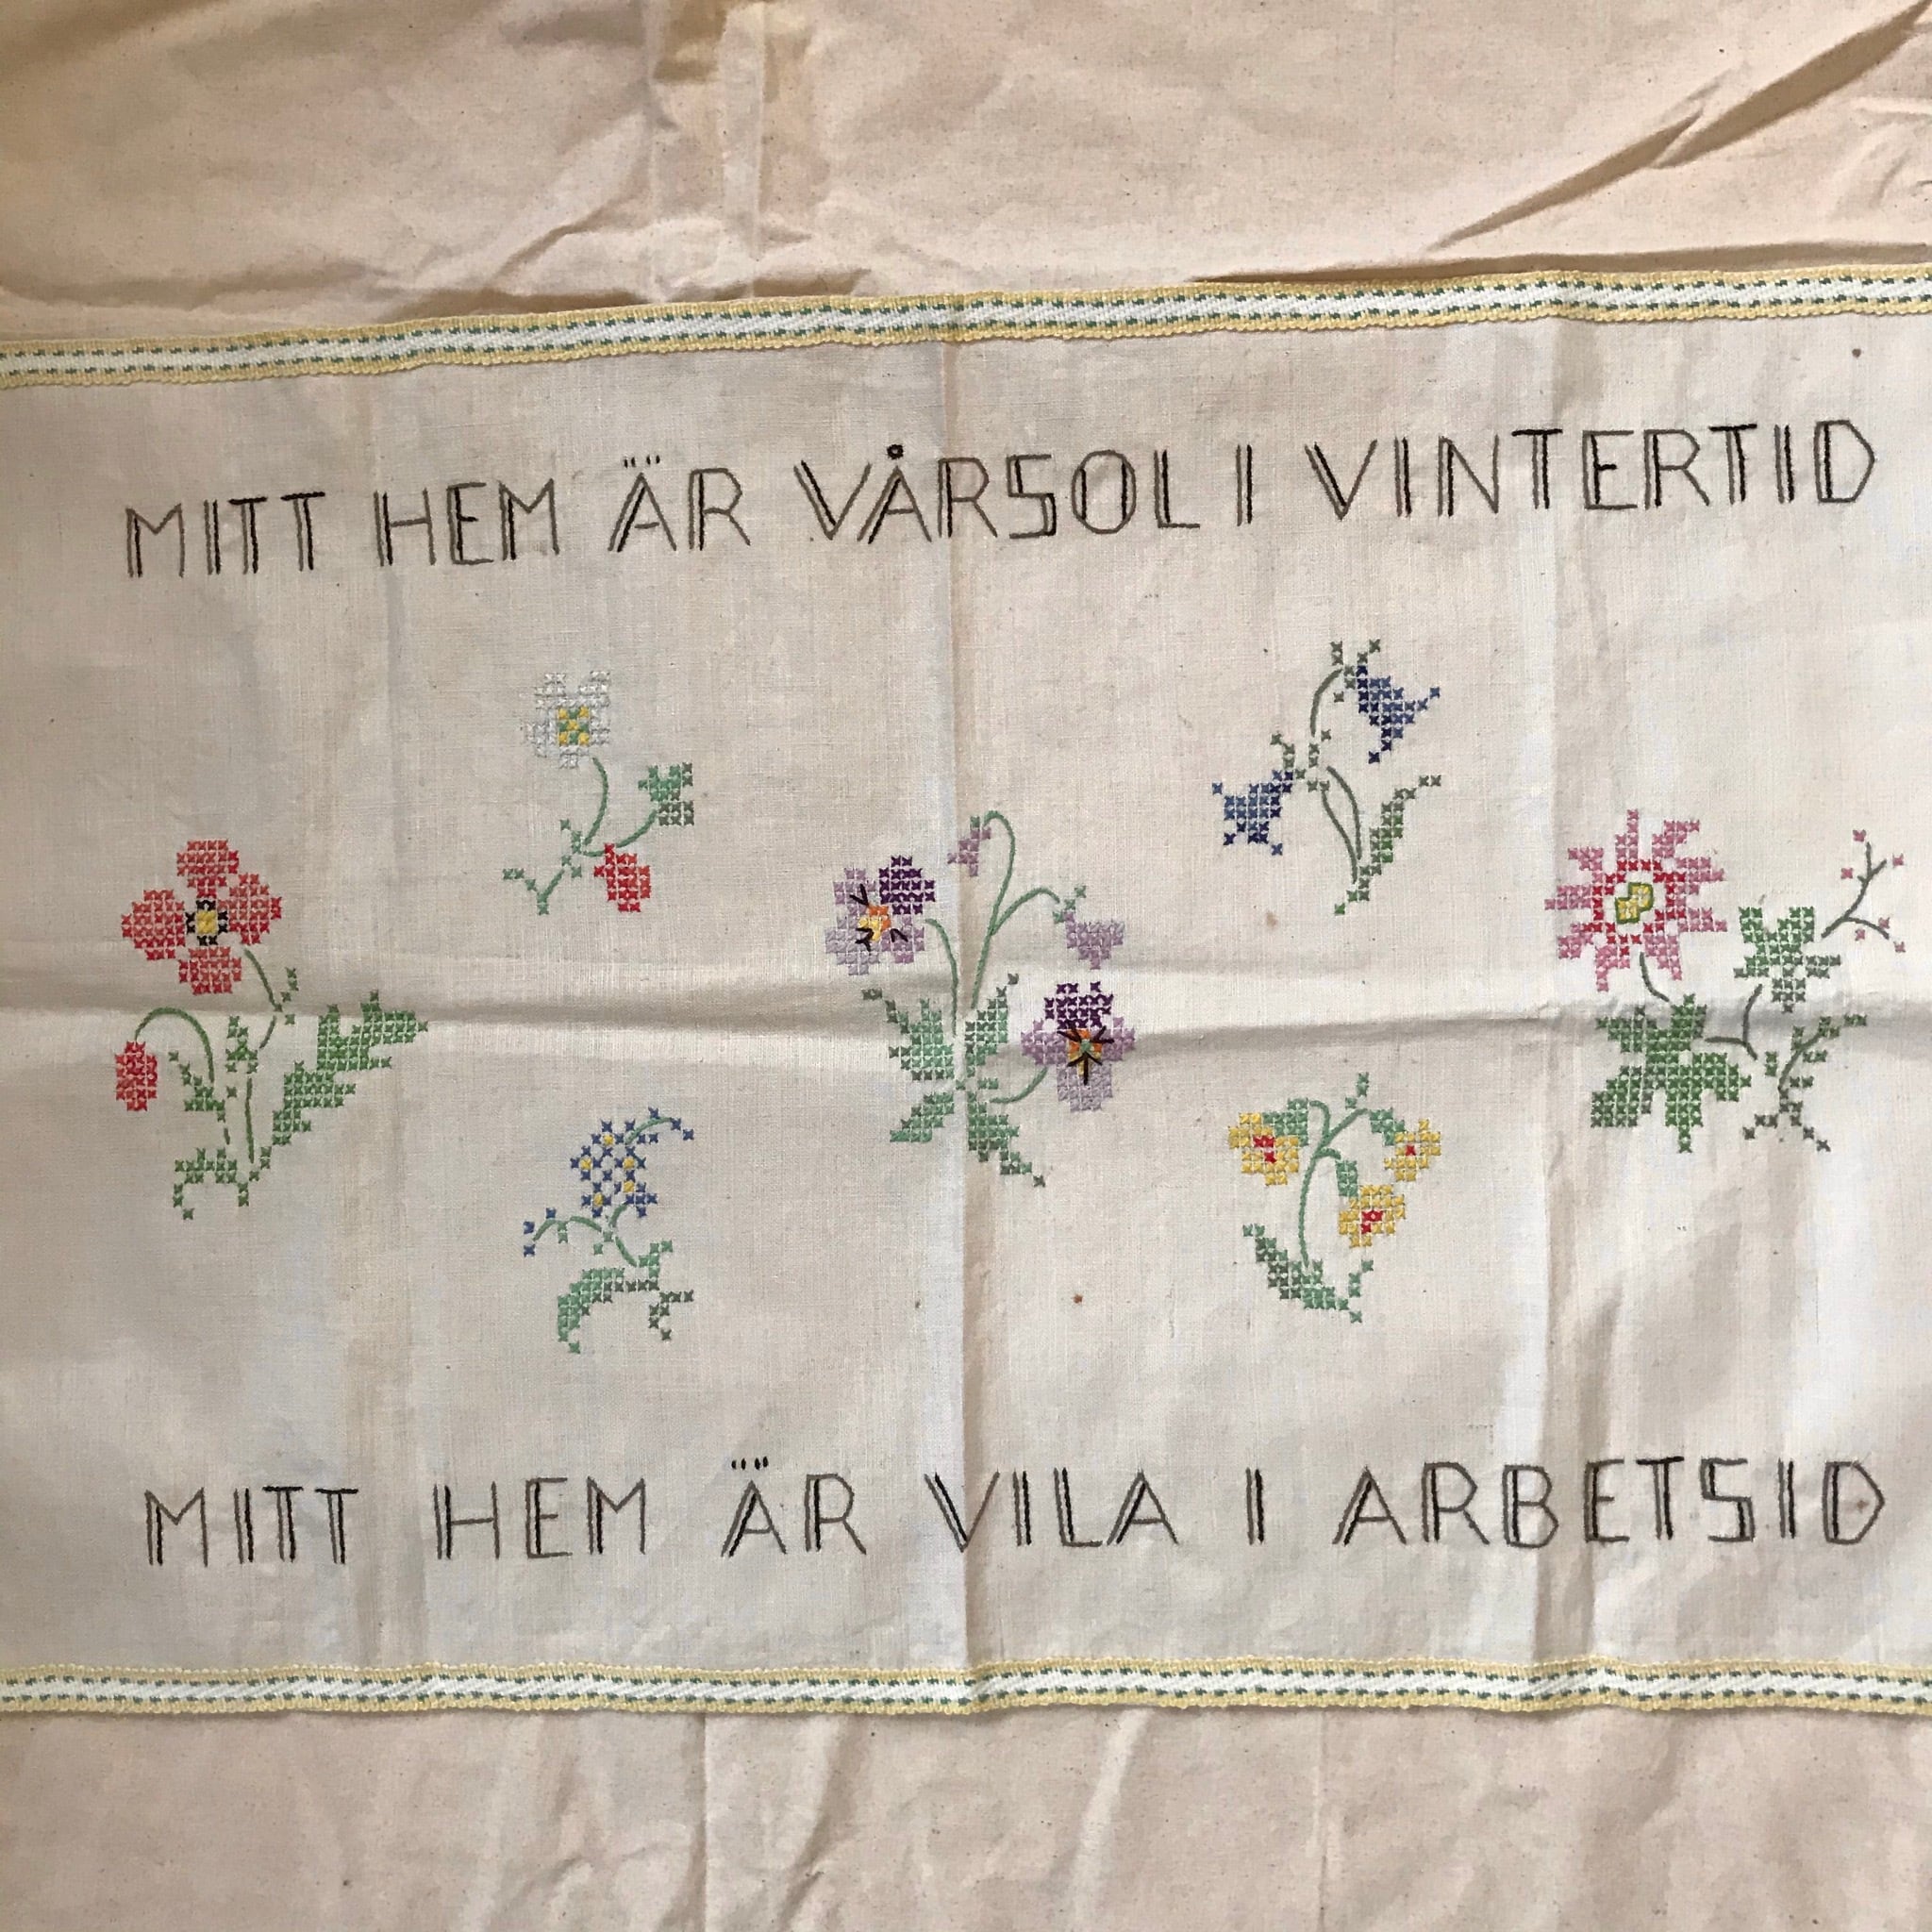 MITT HEM ÄR VÅRSOL I VINTERTID
MITT HEM ÄR VILA I ARBETSID